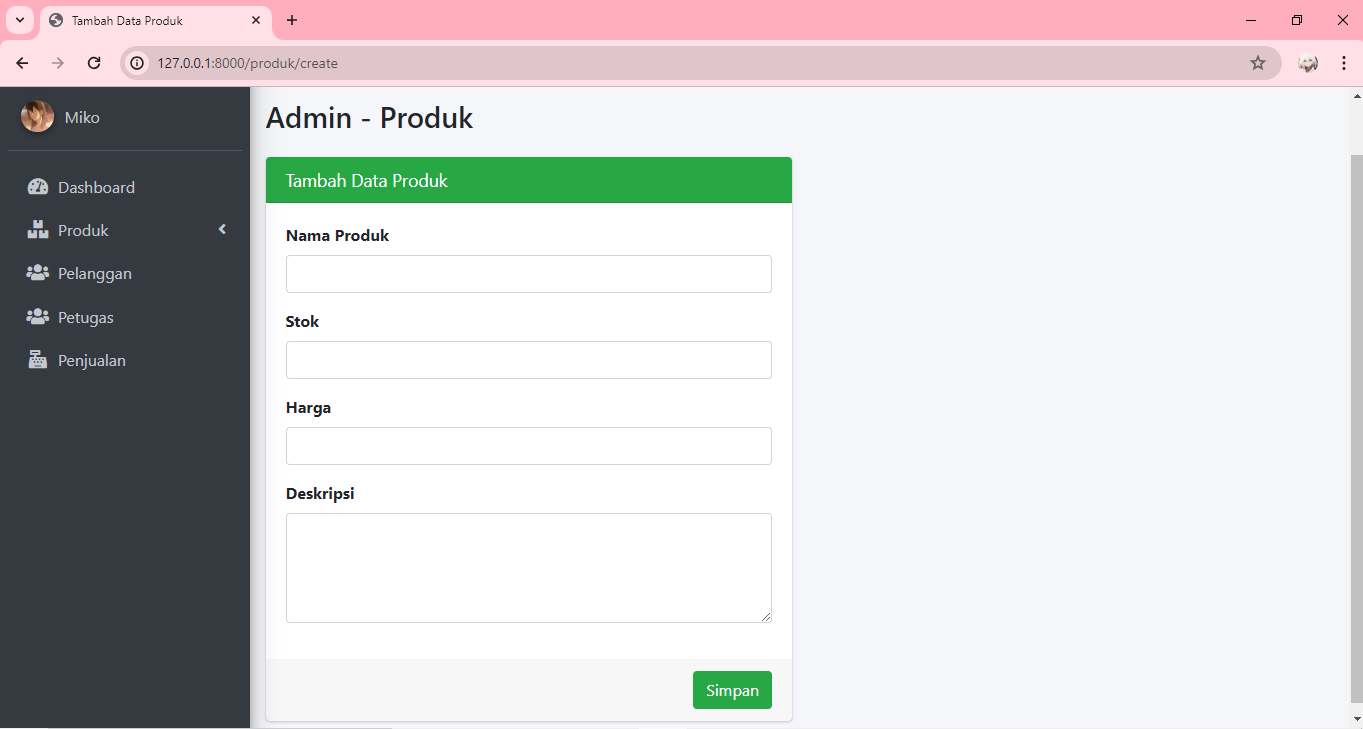 Tambah Data Produk
127.0.0.1:8000/produk/create
Miko
Dashboard
Produk
Pelanggan
Petugas
Penjualan
Admin - Produk
Tambah Data Produk
Nama Produk
Stok
Harga
Deskripsi
Simpan